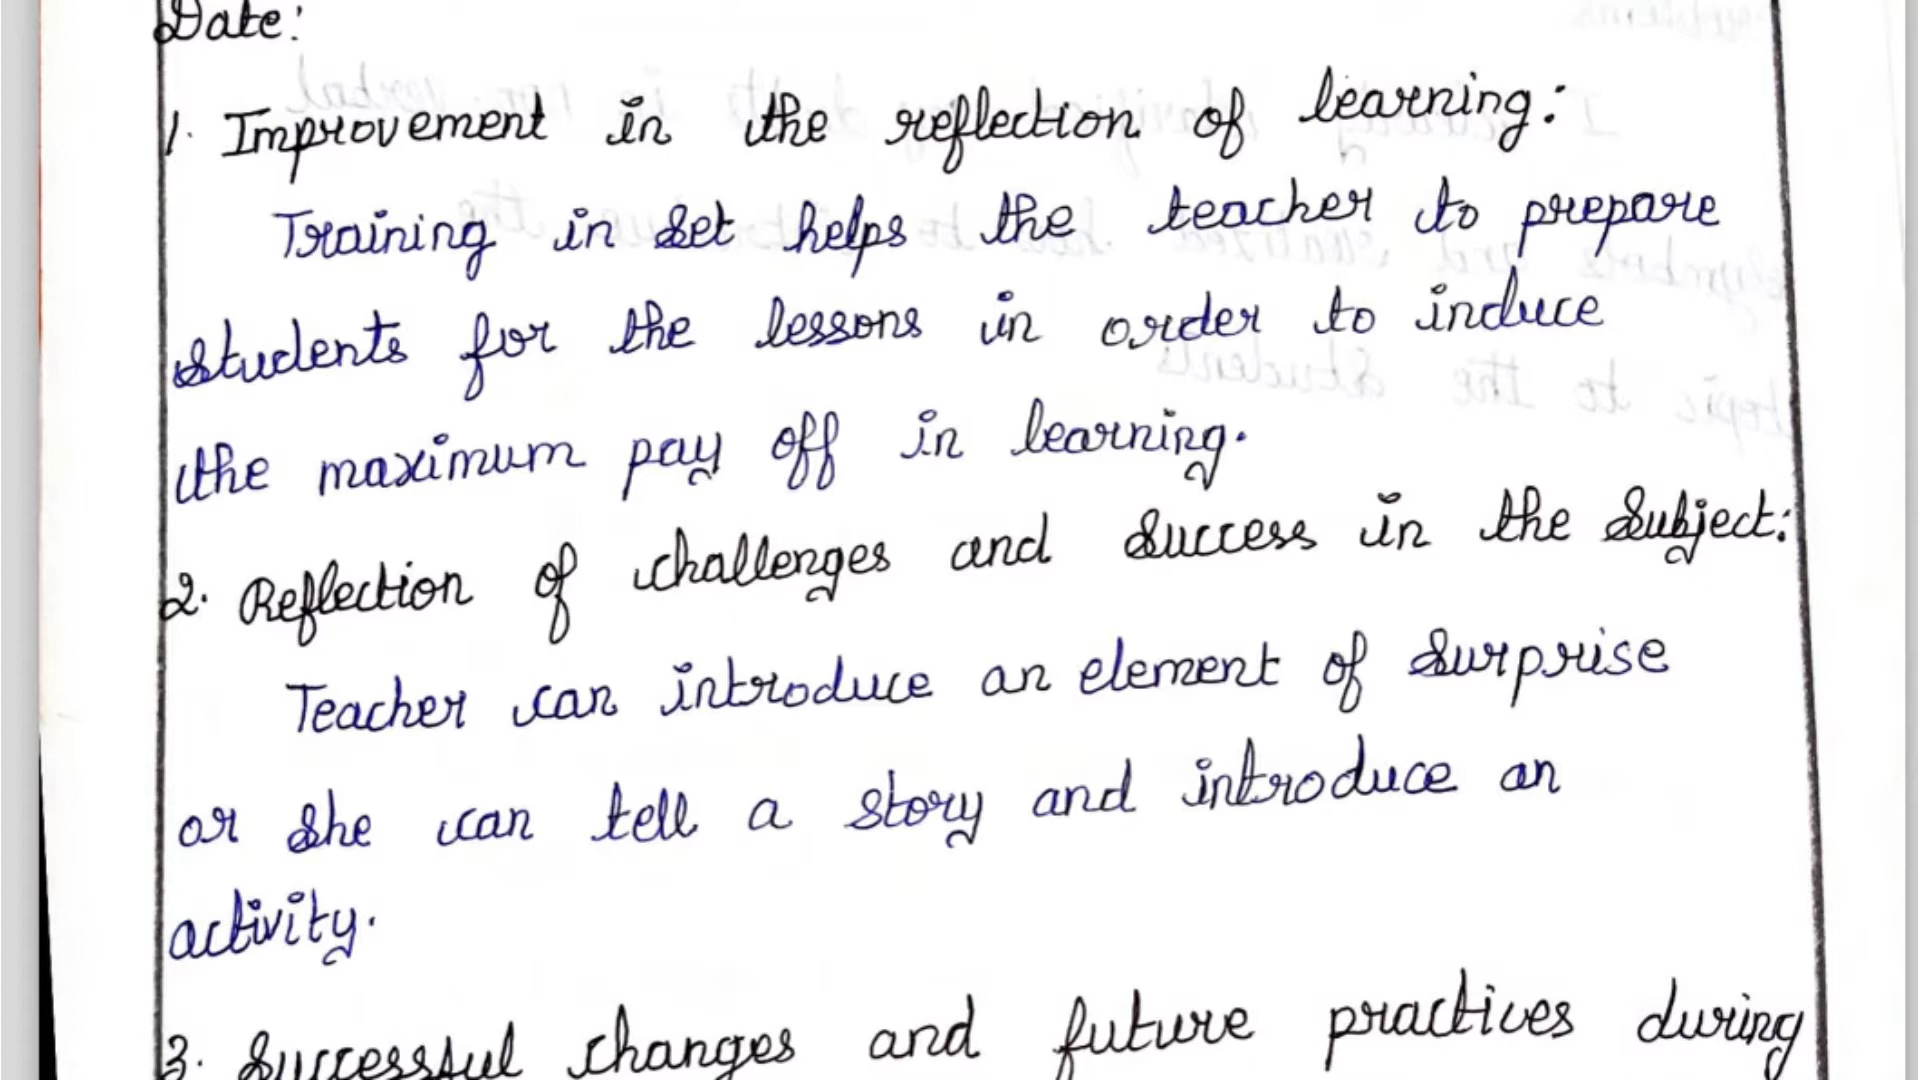 Date:
1. Improvement in the reflection of learning:
Training in set helps the teacher to prepare
students for the lessons in order to induce
the maximum pay off in learning.
2. Reflection of challenges and success in the subject:
Teacher can introduce an element of surprise
or she can tell a story and introduce an
activity.
3. Successful changes and future practices during